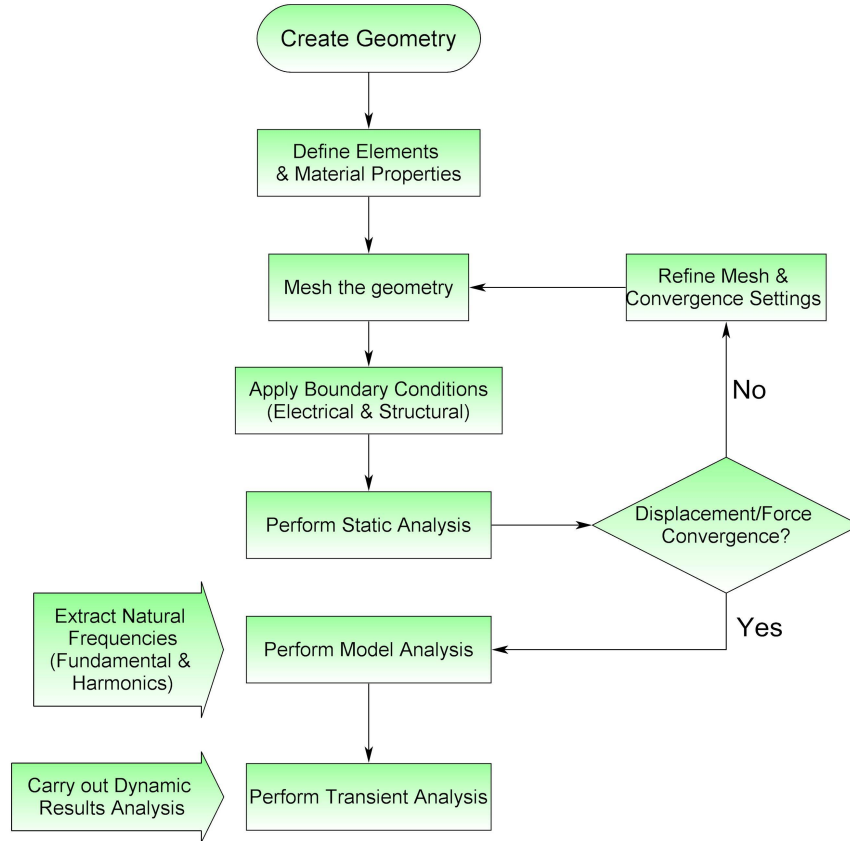 Create Geometry
Define Elements
& Material Properties
Mesh the geometry
Refine Mesh &
Convergence Settings
Apply Boundary Conditions
(Electrical & Structural)
No
Perform Static Analysis
Displacement/Force
Convergence?
Yes
Extract Natural
Frequencies
(Fundamental &
Harmonics)
Perform Model Analysis
Carry out Dynamic
Results Analysis
Perform Transient Analysis